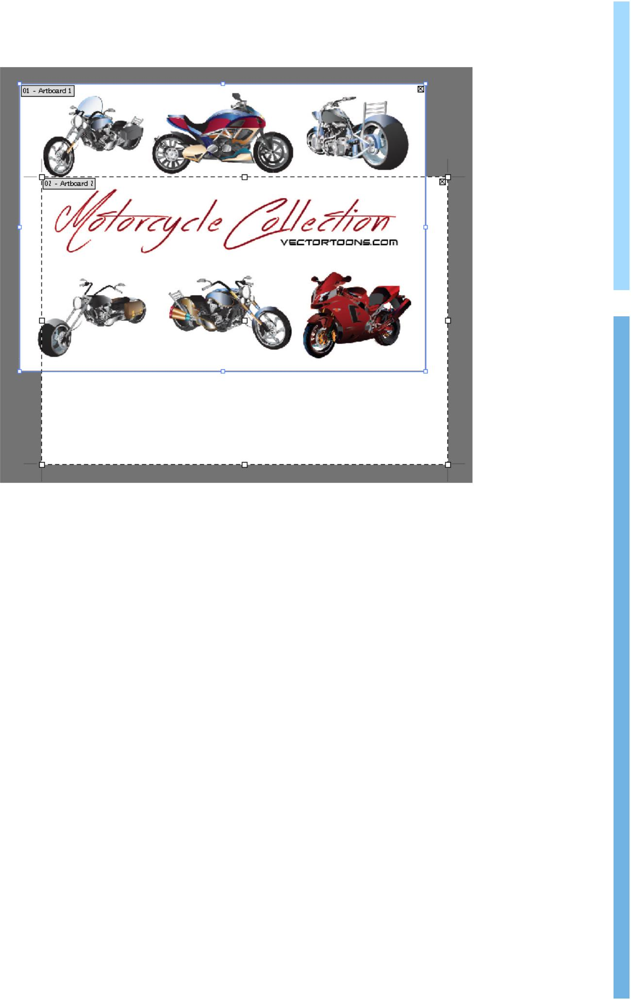 01 - Artboard 1
02 - Artboard 2
Motorcycle Collection
VECTORTOONS.COM